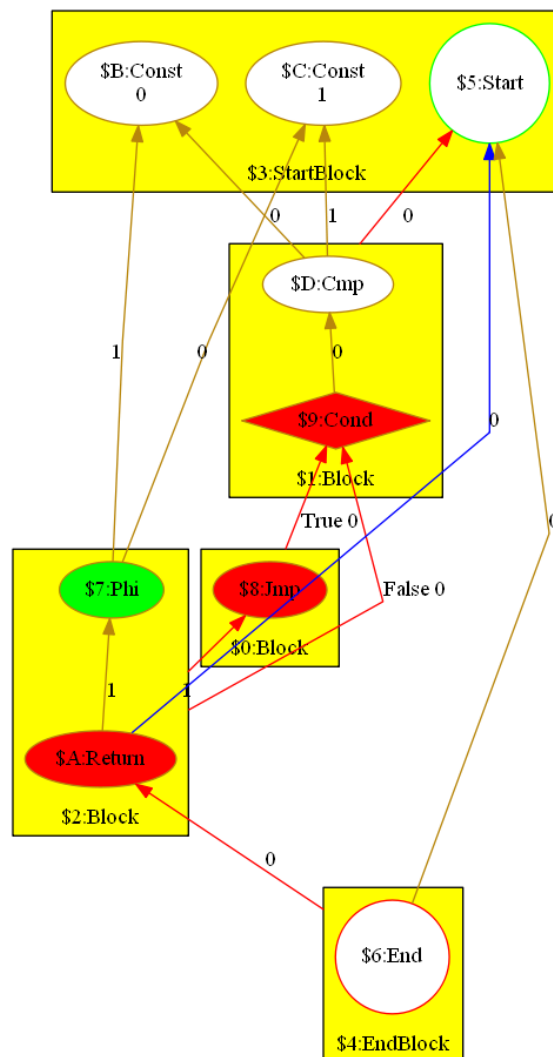 $B:Const
0
$C:Const
1
$5:Start
$3:StartBlock
0
1
0
$D:Cmp
1
0
0
$9:Cond
0
$1:Block
True 0
$7:Phi
$8:Jmp
False 0
$0:Block
1
1
$A:Return
$2:Block
0
0
$6:End
$4:EndBlock